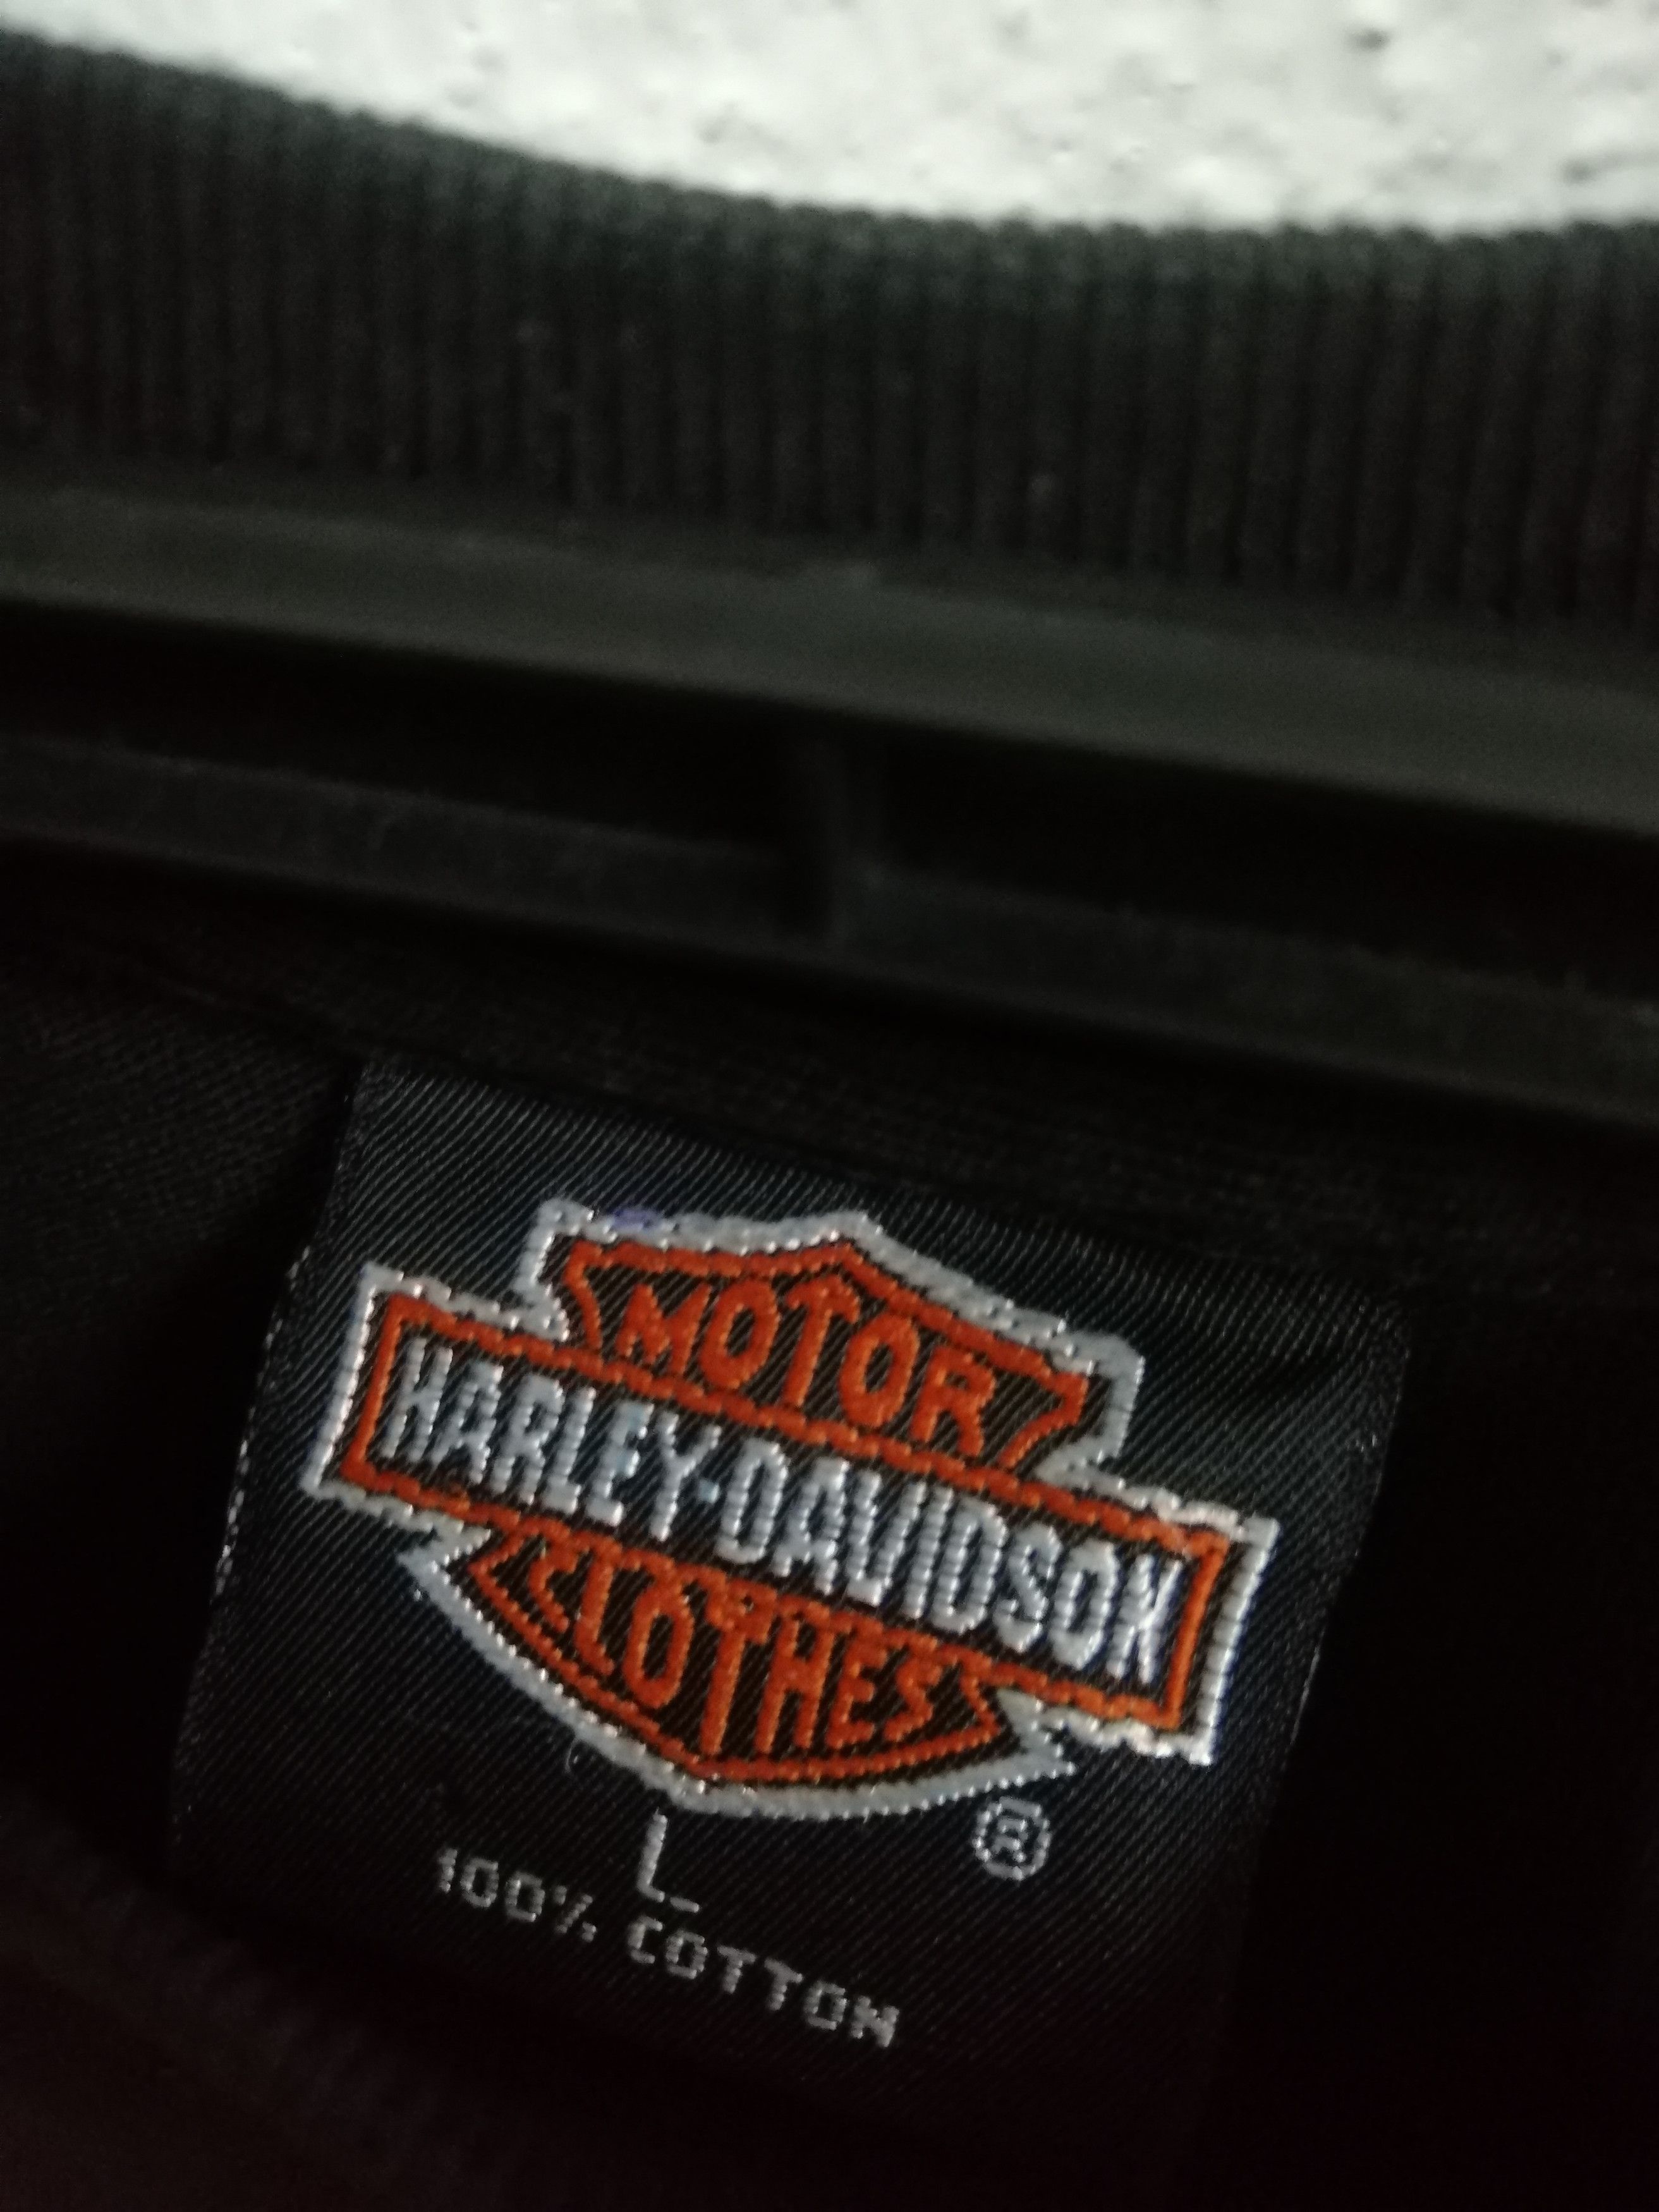 MOTOR
HARLEY-DAVIDSON
CLOTHES
®
L
100% COTTON